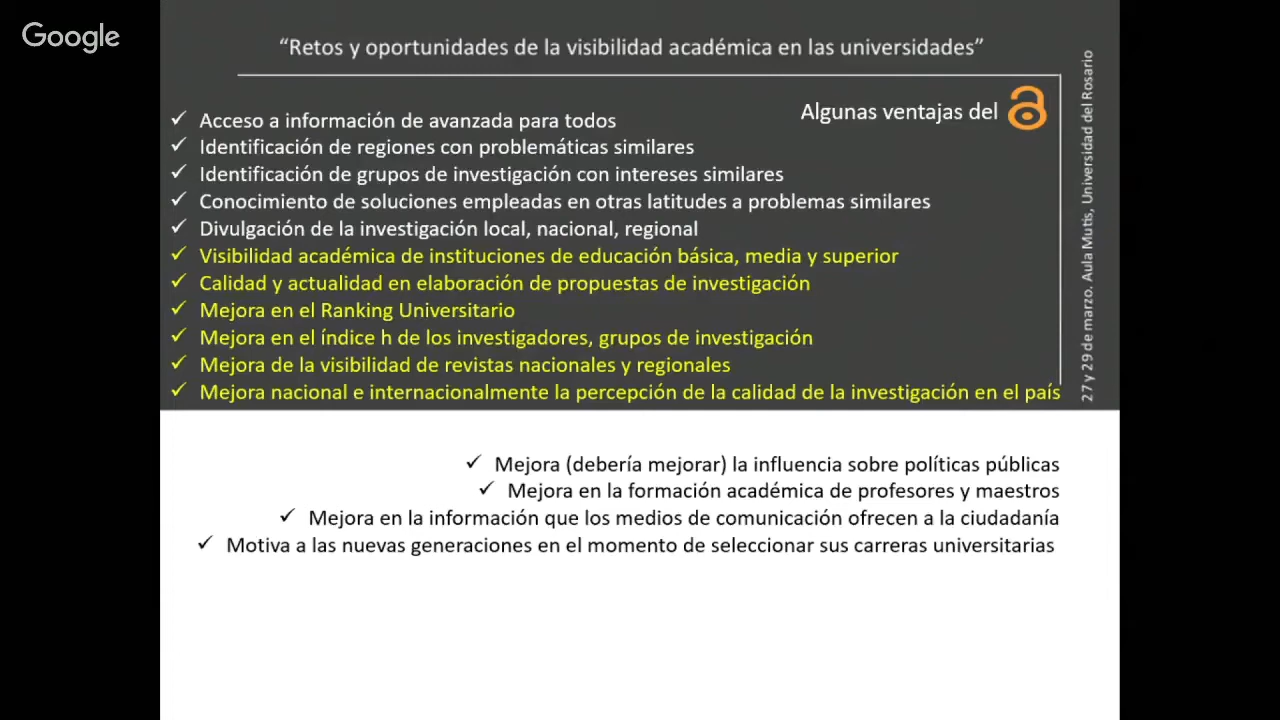 Google
“Retos y oportunidades de la visibilidad académica en las universidades”
Algunas ventajas del
✓ Acceso a información de avanzada para todos
✓ Identificación de regiones con problemáticas similares
✓ Identificación de grupos de investigación con intereses similares
✓ Conocimiento de soluciones empleadas en otras latitudes a problemas similares
✓ Divulgación de la investigación local, nacional, regional
✓ Visibilidad académica de instituciones de educación básica, media y superior
✓ Calidad y actualidad en elaboración de propuestas de investigación
✓ Mejora en el Ranking Universitario
✓ Mejora en el índice h de los investigadores, grupos de investigación
✓ Mejora de la visibilidad de revistas nacionales y regionales
✓ Mejora nacional e internacionalmente la percepción de la calidad de la investigación en el país
27 y 29 de marzo. Aula Mutis, Universidad del Rosario
✓ Mejora (debería mejorar) la influencia sobre políticas públicas
✓ Mejora en la formación académica de profesores y maestros
✓ Mejora en la información que los medios de comunicación ofrecen a la ciudadanía
✓ Motiva a las nuevas generaciones en el momento de seleccionar sus carreras universitarias